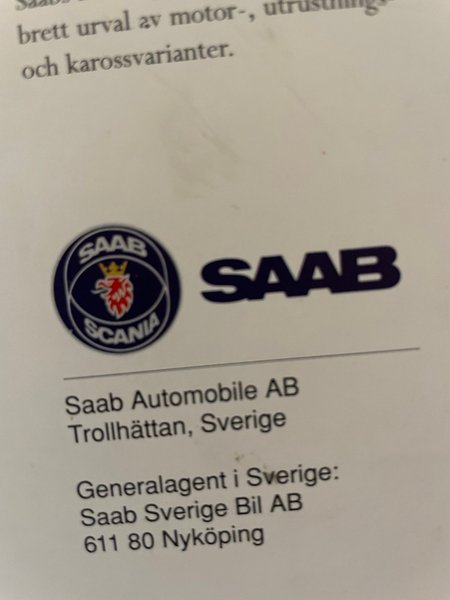 Saabs
brett urval av motor-, utrustnings-
och karossvarianter.
SAAB
SCANIA
SAAB
Saab Automobile AB
Trollhättan, Sverige
Generalagent i Sverige:
Saab Sverige Bil AB
611 80 Nyköping